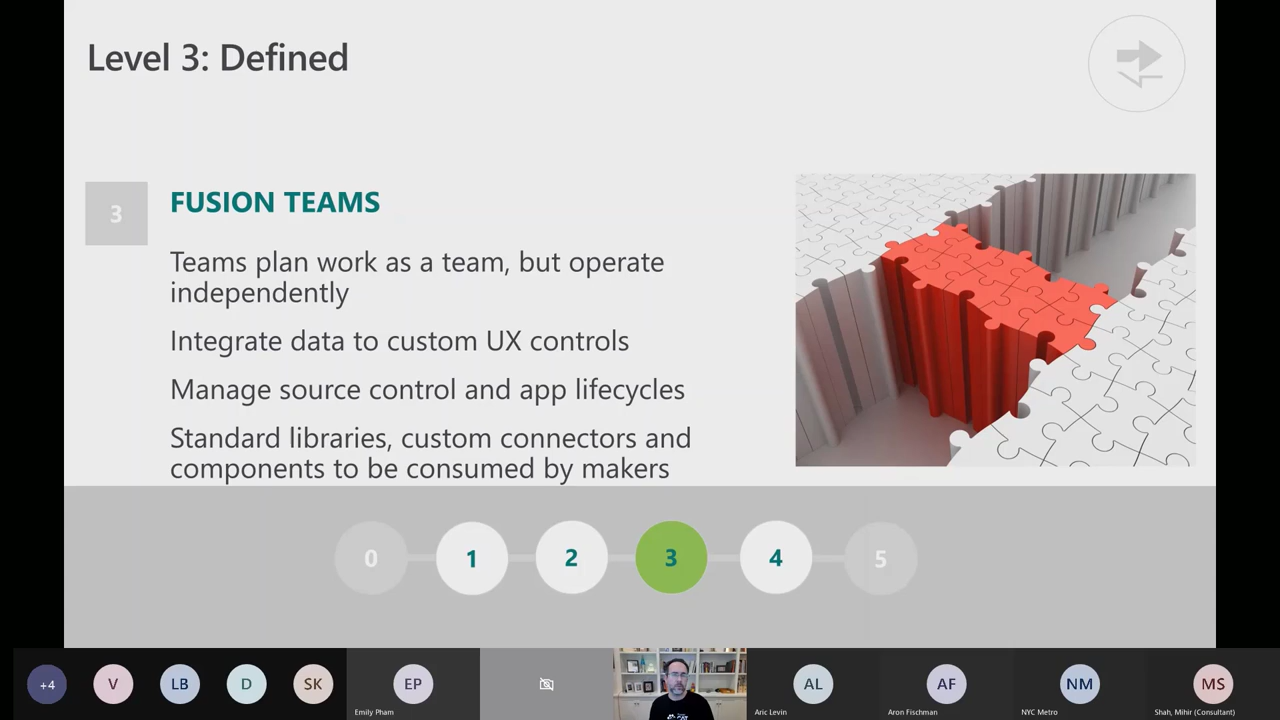 Level 3: Defined
3
FUSION TEAMS
Teams plan work as a team, but operate
independently
Integrate data to custom UX controls
Manage source control and app lifecycles
Standard libraries, custom connectors and
components to be consumed by makers
0
1
2
3
4
5
+4
V
LB
D
SK
EP
Emily Pham
AL
Aric Levin
AF
Aron Fischman
NM
NYC Metro
MS
Shah, Mihir (Consultant)